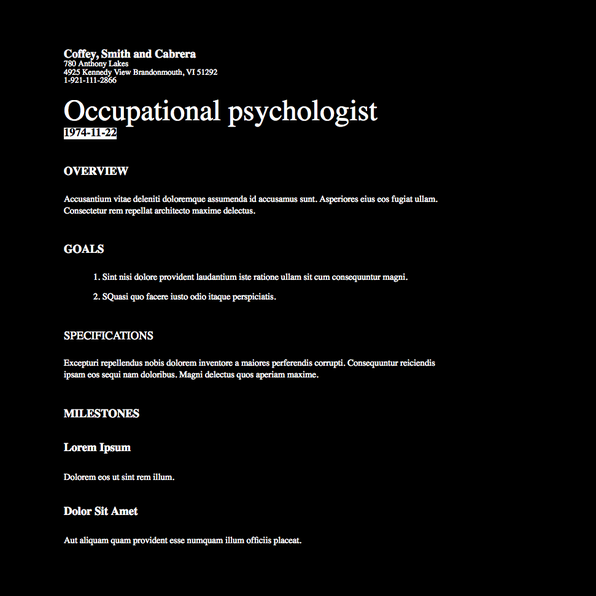 Coffey, Smith and Cabrera
780 Anthony Lakes
4925 Kennedy View Brandonmouth, VI 51292
1-921-111-2866
Occupational psychologist
1974-11-22
OVERVIEW
Accusantium vitae deleniti doloremque assumenda id accusamus sunt. Asperiores eius eos fugiat ullam.
Consectetur rem repellat architecto maxime delectus.
GOALS
1. Sint nisi dolore provident laudantium iste ratione ullam sit cum consequuntur magni.
2. SQuasi quo facere iusto odio itaque perspiciatis.
SPECIFICATIONS
Excepturi repellendus nobis dolorem inventore a maiores perferendis corrupti. Consequuntur reiciendis
ipsam eos sequi nam doloribus. Magni delectus quos aperiam maxime.
MILESTONES
Lorem Ipsum
Dolorem eos ut sint rem illum.
Dolor Sit Amet
Aut aliquam quam provident esse numquam illum officiis placeat.